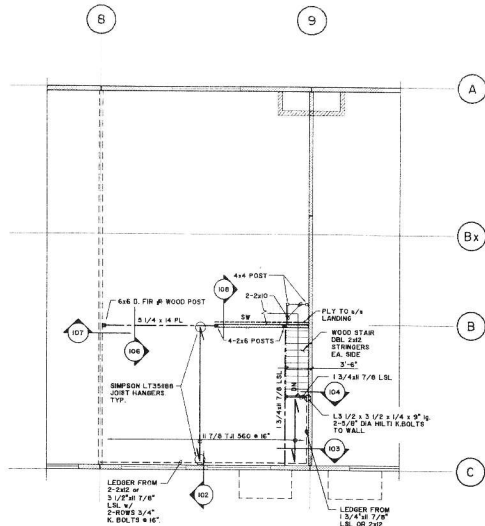 8
9
A
Bx
B
C
4x4 POST
108
2-2x10
6x6 D. FIR # WOOD POST
SW
PLY TO s/s
LANDING
5 1/4 x 14 PL
107
106
4-2x6 POSTS
WOOD STAIR
DBL 2x12
STRINGERS
EA. SIDE
3'-6"
SIMPSON LT351188
JOIST HANGERS
TYP.
1 3/4x11 7/8 LSL
DN
1 3/4x11 7/8 LSL
104
L3 1/2 x 3 1/2 x 1/4 x 9" lg.
2-5/8" DIA HILTI K.BOLTS
TO WALL
11 7/8 TJI 560 @ 16"
103
102
LEDGER FROM
2-2x12 or
3 1/2"x11 7/8"
LSL w/
2-ROWS 3/4"
K. BOLTS @ 16".
LEDGER FROM
1 3/4"x11 7/8"
LSL OR 2x12